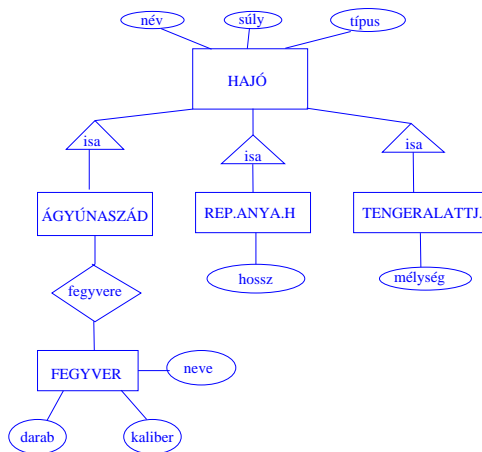 név
súly
típus
HAJÓ
isa
isa
isa
ÁGYÚNASZÁD
REP.ANYA.H
TENGERALATTJ.
fegyvere
hossz
mélység
FEGYVER
neve
darab
kaliber